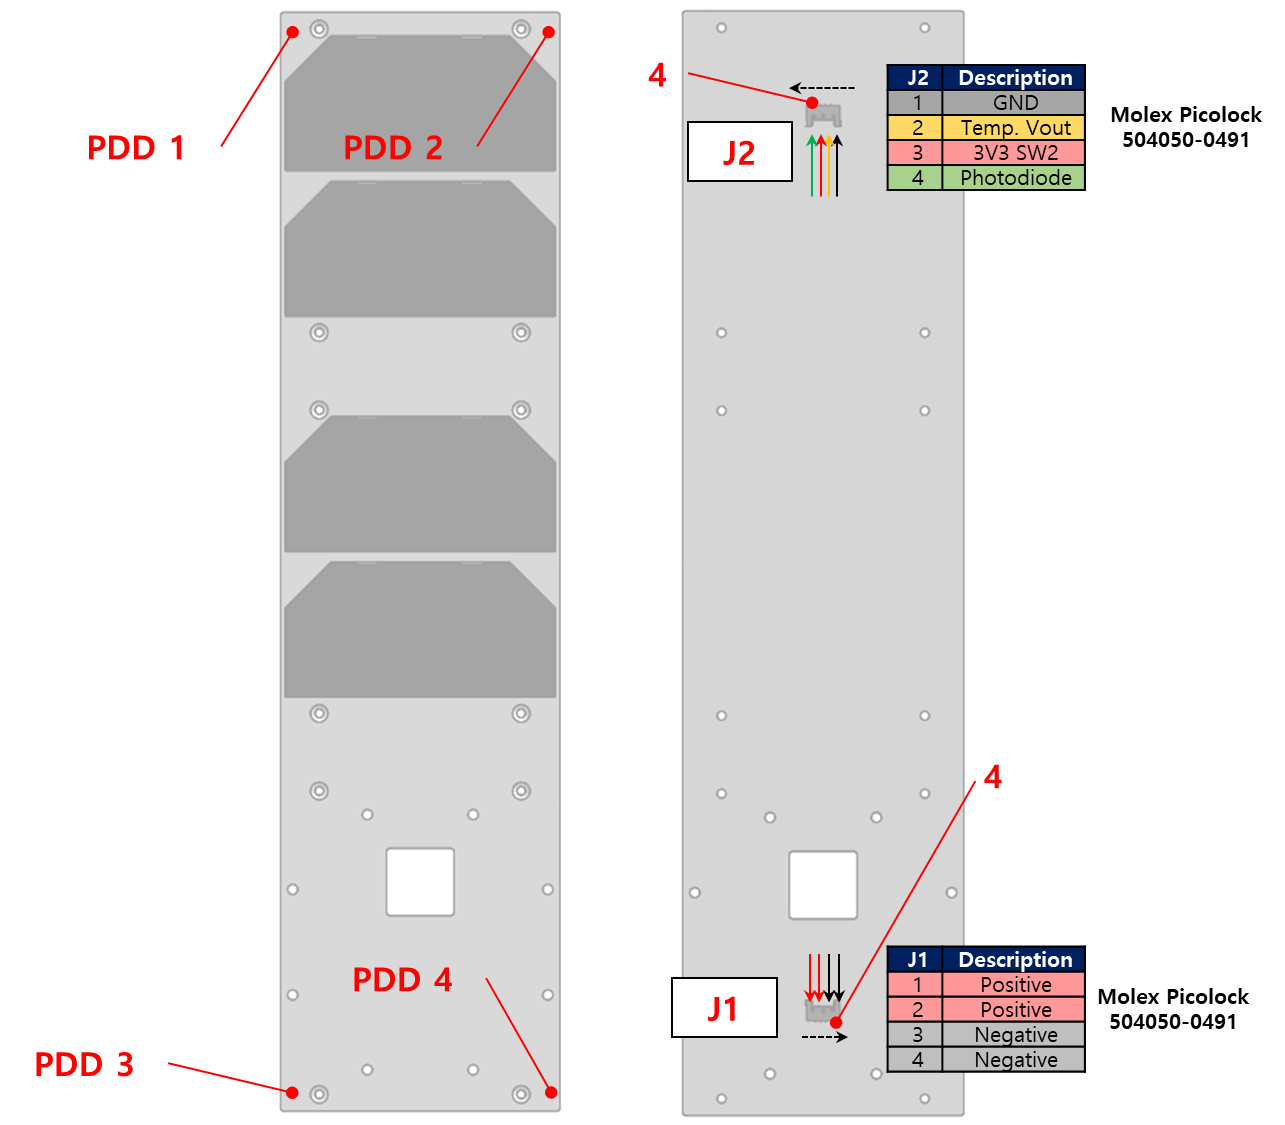 PDD 1
PDD 2
PDD 4
PDD 3
4
J2
J2 Description
1 GND
2 Temp. Vout
3 3V3 SW2
4 Photodiode
Molex Picolock
504050-0491
4
J1
J1 Description
1 Positive
2 Positive
3 Negative
4 Negative
Molex Picolock
504050-0491